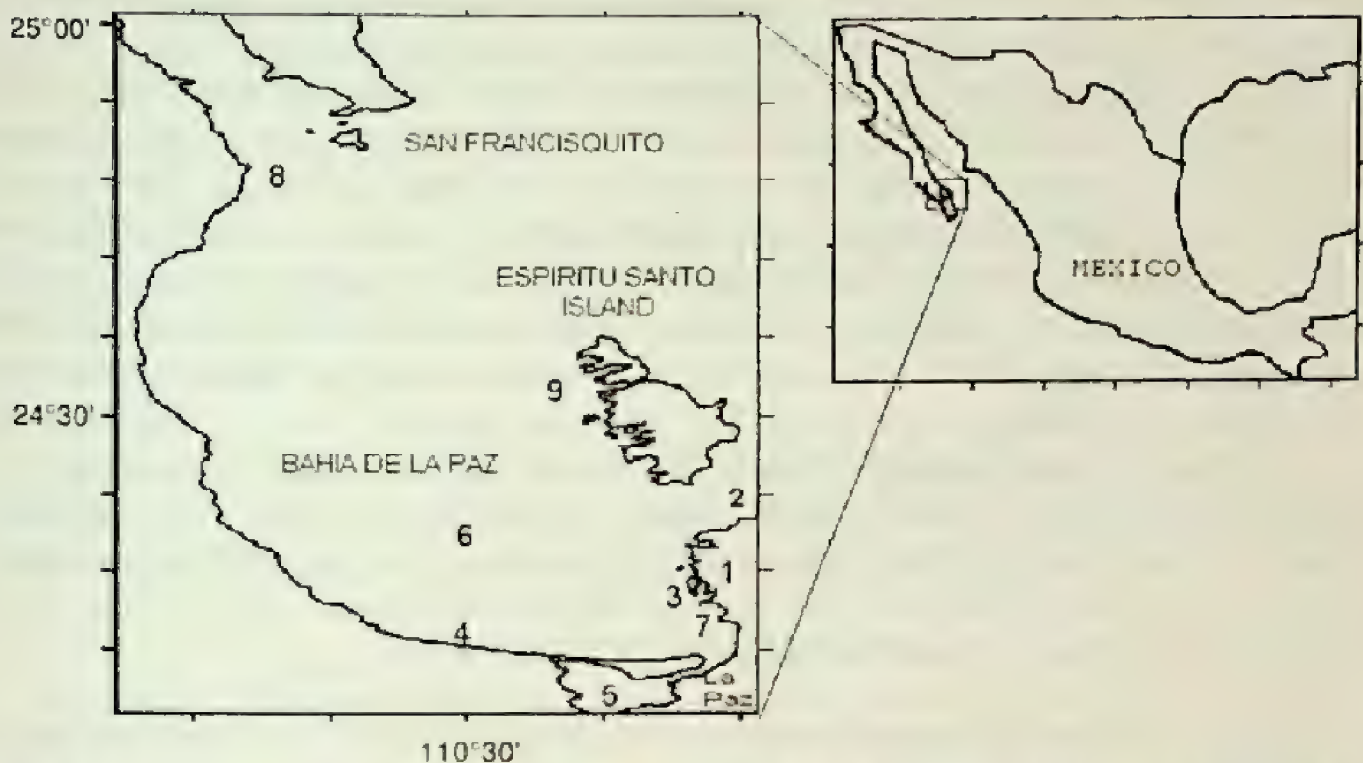 25°00'
SAN FRANCISQUITO
8
ESPIRITU SANTO
ISLAND
9
24°30'
BAHIA DE LA PAZ
2
6
1
3
7
4
5
La
Paz
110°30'
MEXICO